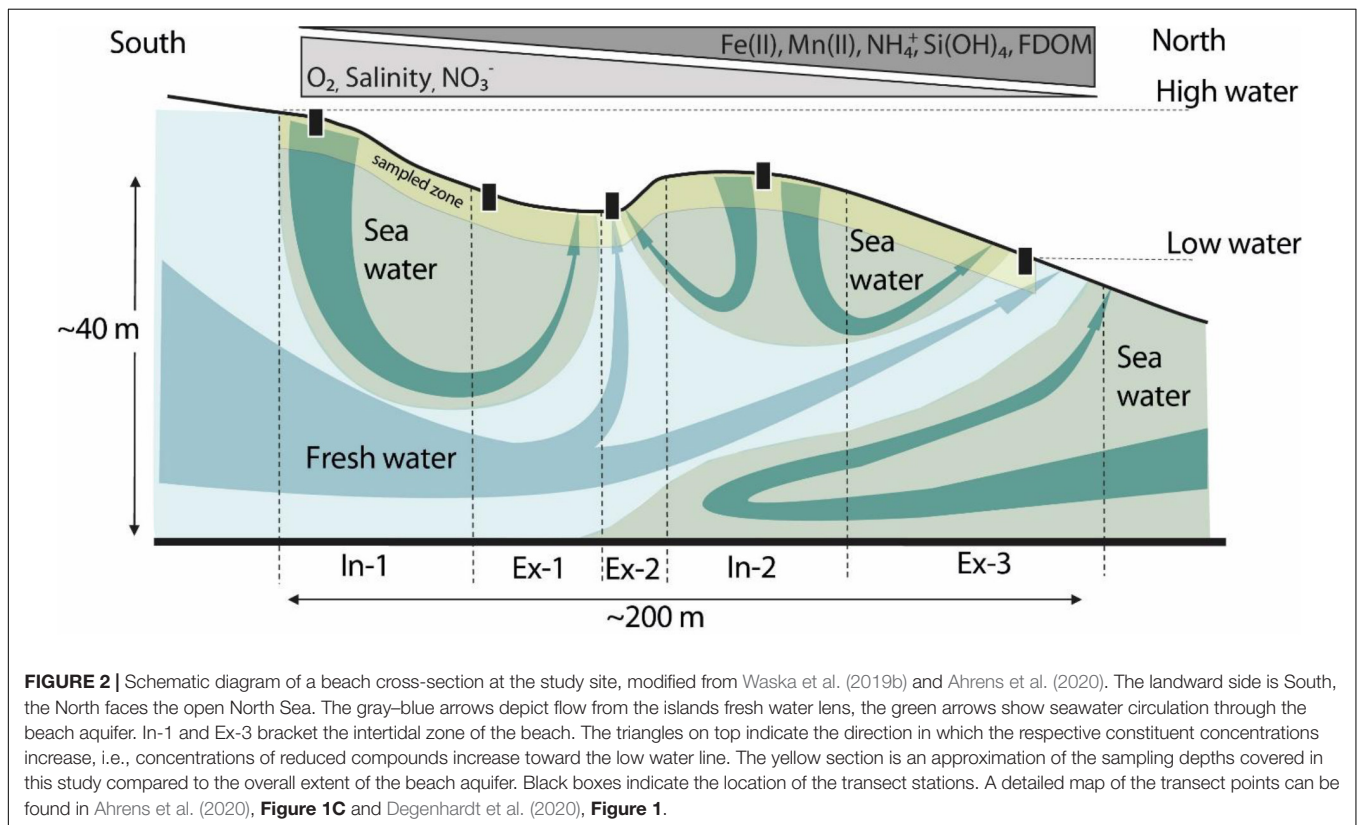 South
Fe(II), Mn(II), NH₄⁺, Si(OH)₄, FDOM
North
O₂, Salinity, NO₃⁻
High water
sampled zone
Sea
water
Sea
water
Low water
~40 m
Sea
water
Fresh water
In-1
Ex-1
Ex-2
In-2
Ex-3
~200 m
FIGURE 2 | Schematic diagram of a beach cross-section at the study site, modified from Waska et al. (2019b) and Ahrens et al. (2020). The landward side is South,
the North faces the open North Sea. The gray–blue arrows depict flow from the islands fresh water lens, the green arrows show seawater circulation through the
beach aquifer. In-1 and Ex-3 bracket the intertidal zone of the beach. The triangles on top indicate the direction in which the respective constituent concentrations
increase, i.e., concentrations of reduced compounds increase toward the low water line. The yellow section is an approximation of the sampling depths covered in
this study compared to the overall extent of the beach aquifer. Black boxes indicate the location of the transect stations. A detailed map of the transect points can be
found in Ahrens et al. (2020), Figure 1C and Degenhardt et al. (2020), Figure 1.